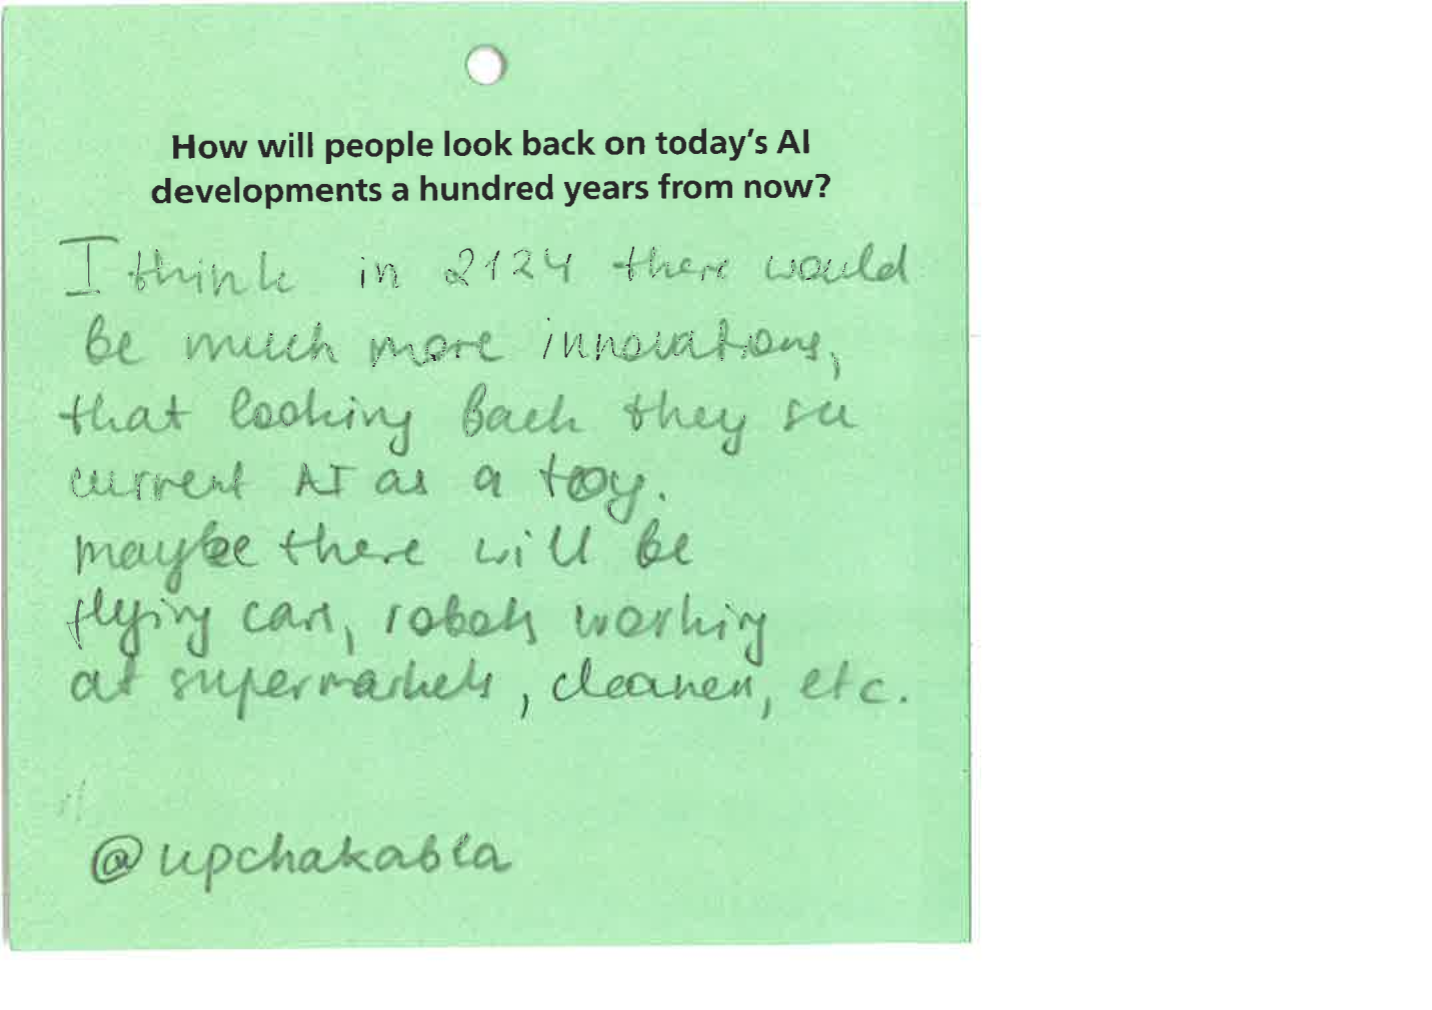 How will people look back on today's AI
developments a hundred years from now?
I think in 2124 there would
be much more innovations,
that looking back they see
current AI as a toy.
maybe there will be
flying cars, robots working
at supermarkets, cleaners, etc.
@upchakabla